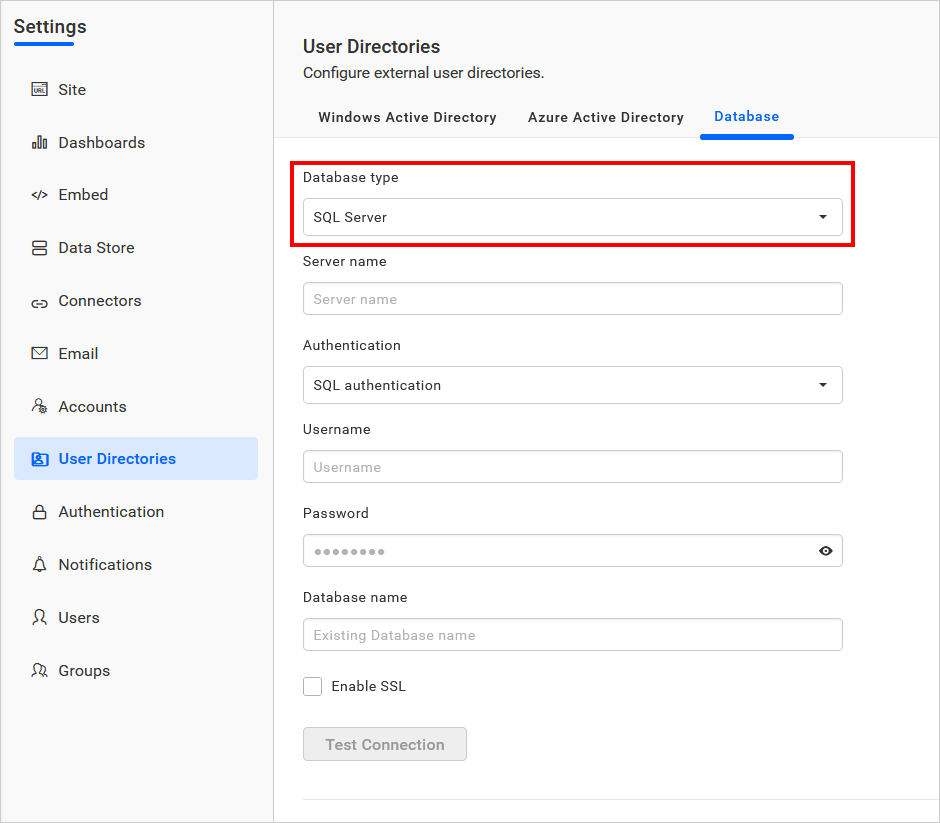 Settings
URL
Site
Dashboards
Embed
Data Store
Connectors
Email
Accounts
User Directories
Authentication
Notifications
Users
Groups
User Directories
Configure external user directories.
Windows Active Directory
Azure Active Directory
Database
Database type
SQL Server
Server name
Server name
Authentication
SQL authentication
Username
Username
Password
Database name
Existing Database name
Enable SSL
Test Connection